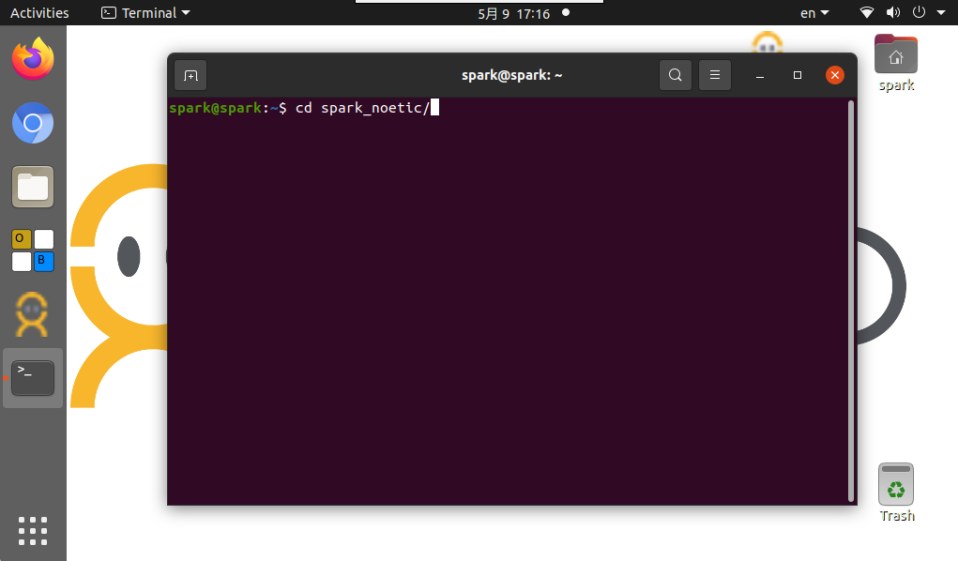 Activities
Terminal
5月 9 17:16
en
spark@spark: ~
spark@spark:~$ cd spark_noetic/
spark
O
B
>_
Trash